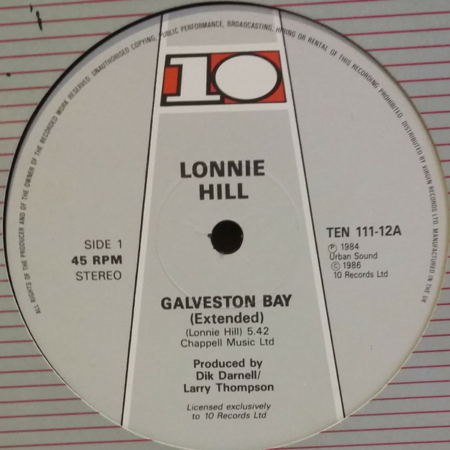 ALL RIGHTS OF THE PRODUCER AND OF THE OWNER OF THE RECORDED WORK RESERVED. UNAUTHORISED COPYING, PUBLIC PERFORMANCE, BROADCASTING, HIRING OR RENTAL OF THIS RECORDING PROHIBITED. DISTRIBUTED BY VIRGIN RECORDS LTD. MANUFACTURED IN THE UK
10
LONNIE
HILL
SIDE 1
45 RPM
STEREO
TEN 111-12A
Ⓟ 1984
Urban Sound
© 1986
10 Records Ltd
GALVESTON BAY
(Extended)
(Lonnie Hill) 5.42
Chappell Music Ltd
Produced by
Dik Darnell/
Larry Thompson
Licensed exclusively
to 10 Records Ltd